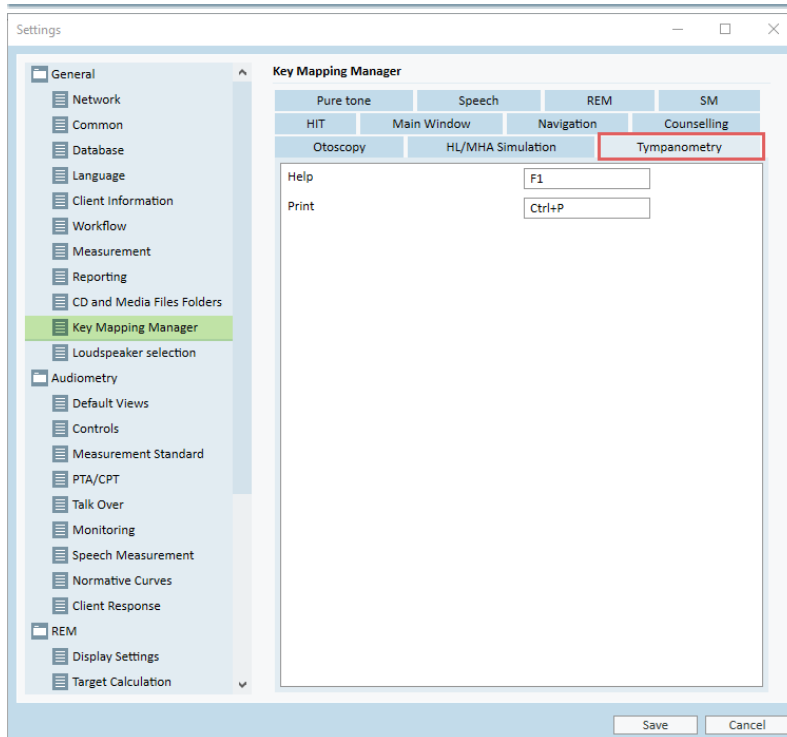 Settings
General
Network
Common
Database
Language
Client Information
Workflow
Measurement
Reporting
CD and Media Files Folders
Key Mapping Manager
Loudspeaker selection
Audiometry
Default Views
Controls
Measurement Standard
PTA/CPT
Talk Over
Monitoring
Speech Measurement
Normative Curves
Client Response
REM
Display Settings
Target Calculation
Key Mapping Manager
Pure tone Speech REM SM
HIT Main Window Navigation Counselling
Otoscopy HL/MHA Simulation Tympanometry
Help F1
Print Ctrl+P
Save Cancel